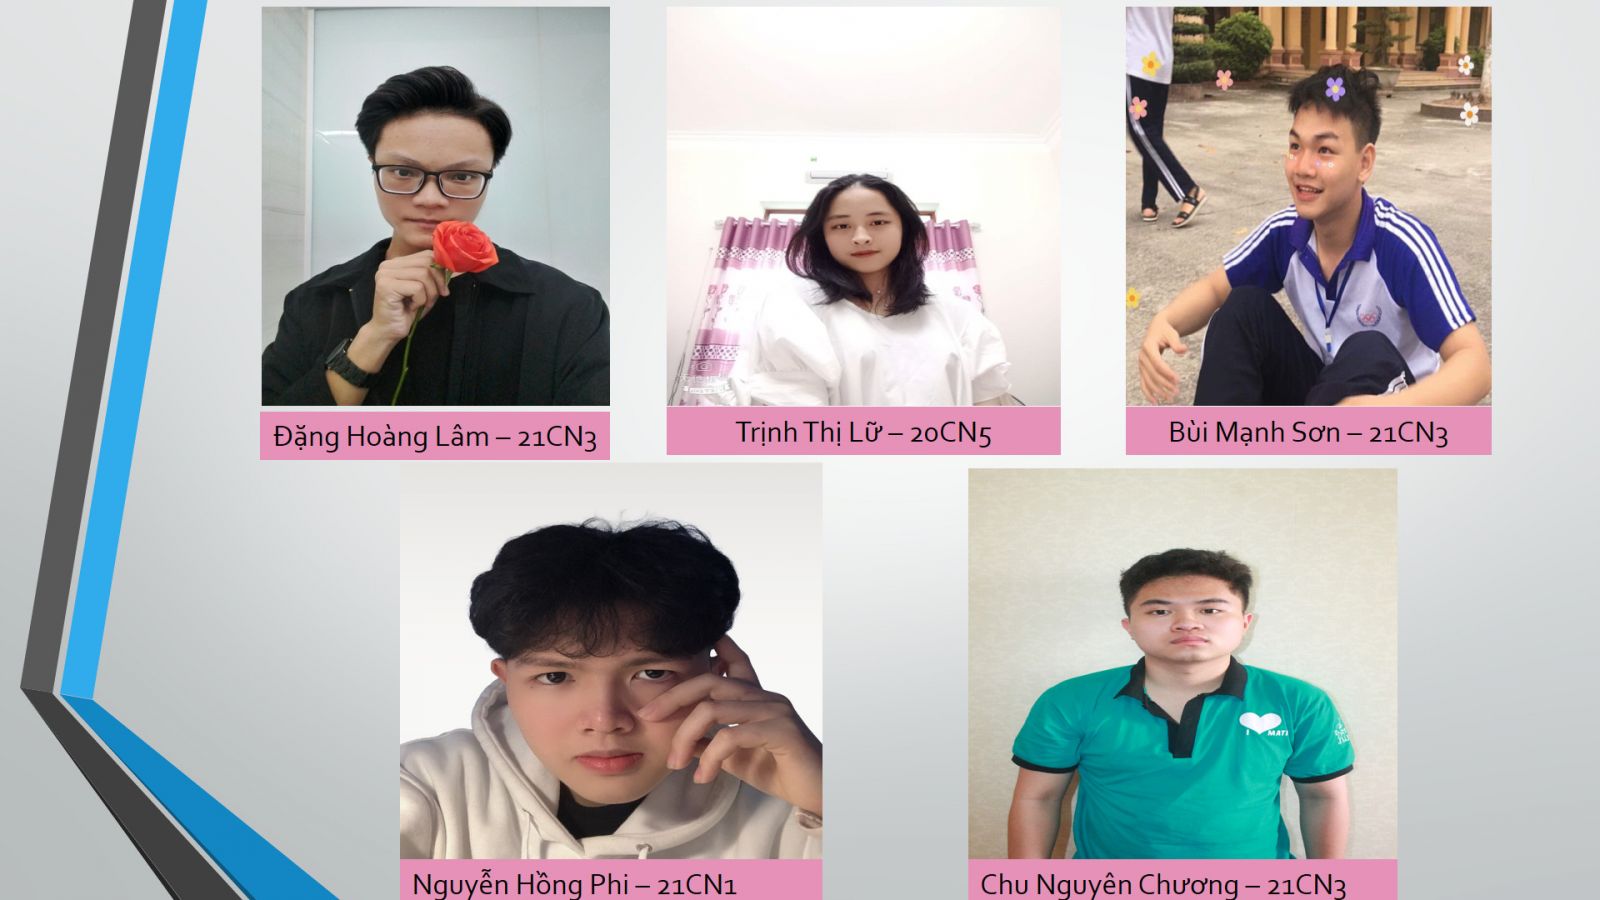 Đặng Hoàng Lâm – 21CN3
Trịnh Thị Lữ – 20CN5
Bùi Mạnh Sơn – 21CN3
I MATH
Nguyễn Hồng Phi – 21CN1
Chu Nguyên Chương – 21CN3